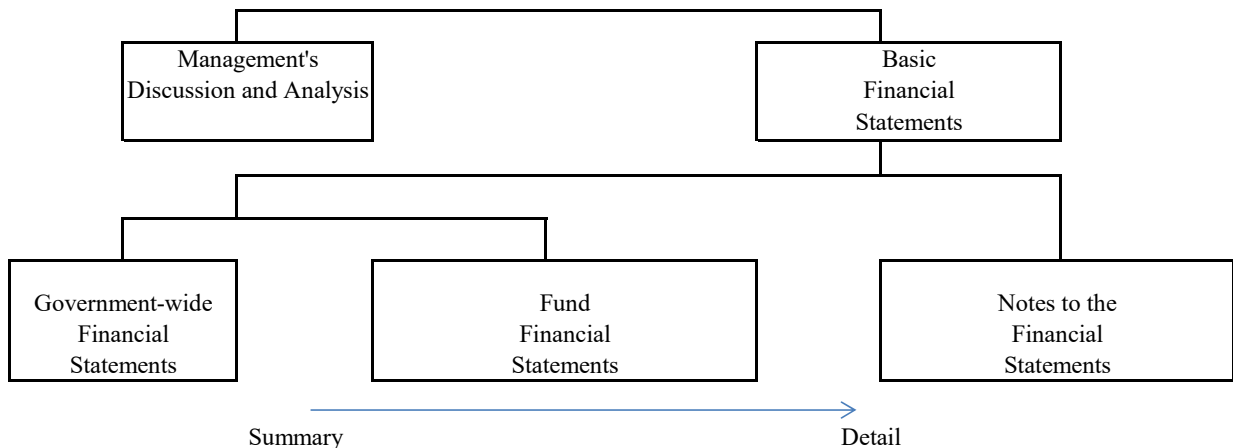 Management's
Discussion and Analysis
Basic
Financial
Statements
Government-wide
Financial
Statements
Fund
Financial
Statements
Notes to the
Financial
Statements
Summary
Detail